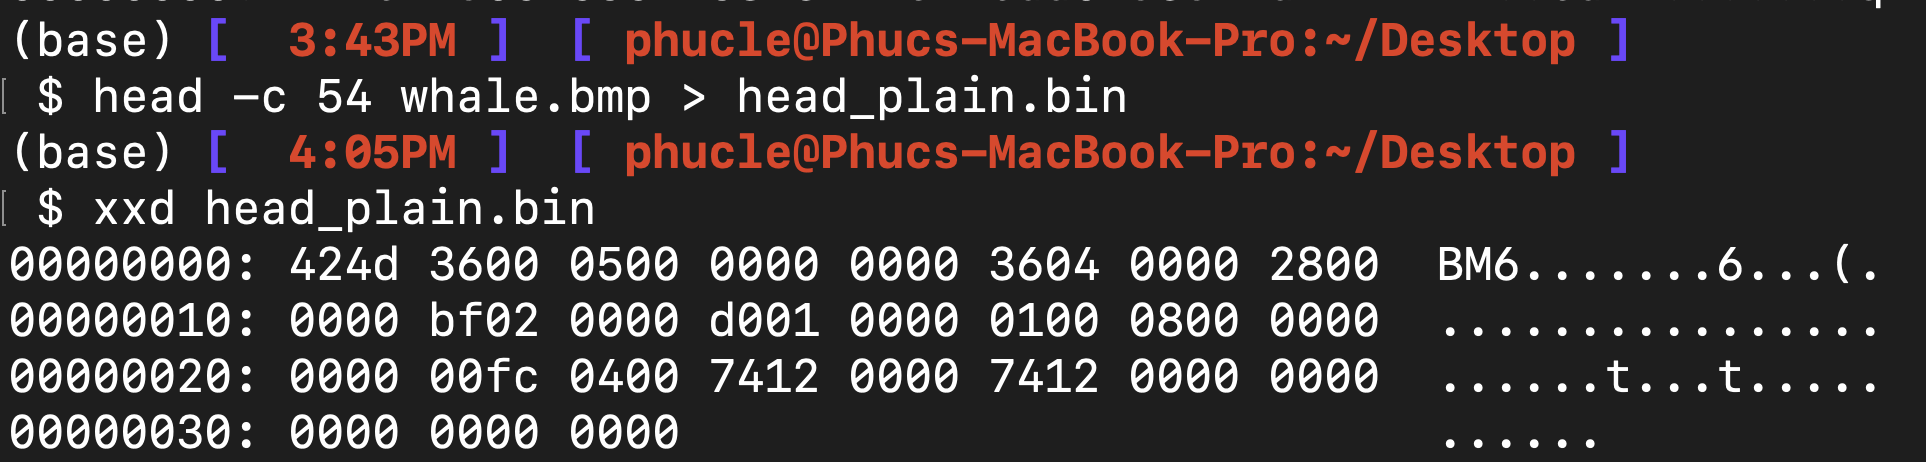 (base) [  3:43PM ]  [ phucle@Phucs-MacBook-Pro:~/Desktop ]
[ $ head -c 54 whale.bmp > head_plain.bin
(base) [  4:05PM ]  [ phucle@Phucs-MacBook-Pro:~/Desktop ]
[ $ xxd head_plain.bin
00000000: 424d 3600 0500 0000 0000 3604 0000 2800  BM6.......6...(.
00000010: 0000 bf02 0000 d001 0000 0100 0800 0000  ................
00000020: 0000 00fc 0400 7412 0000 7412 0000 0000  ......t...t.....
00000030: 0000 0000 0000                           ......